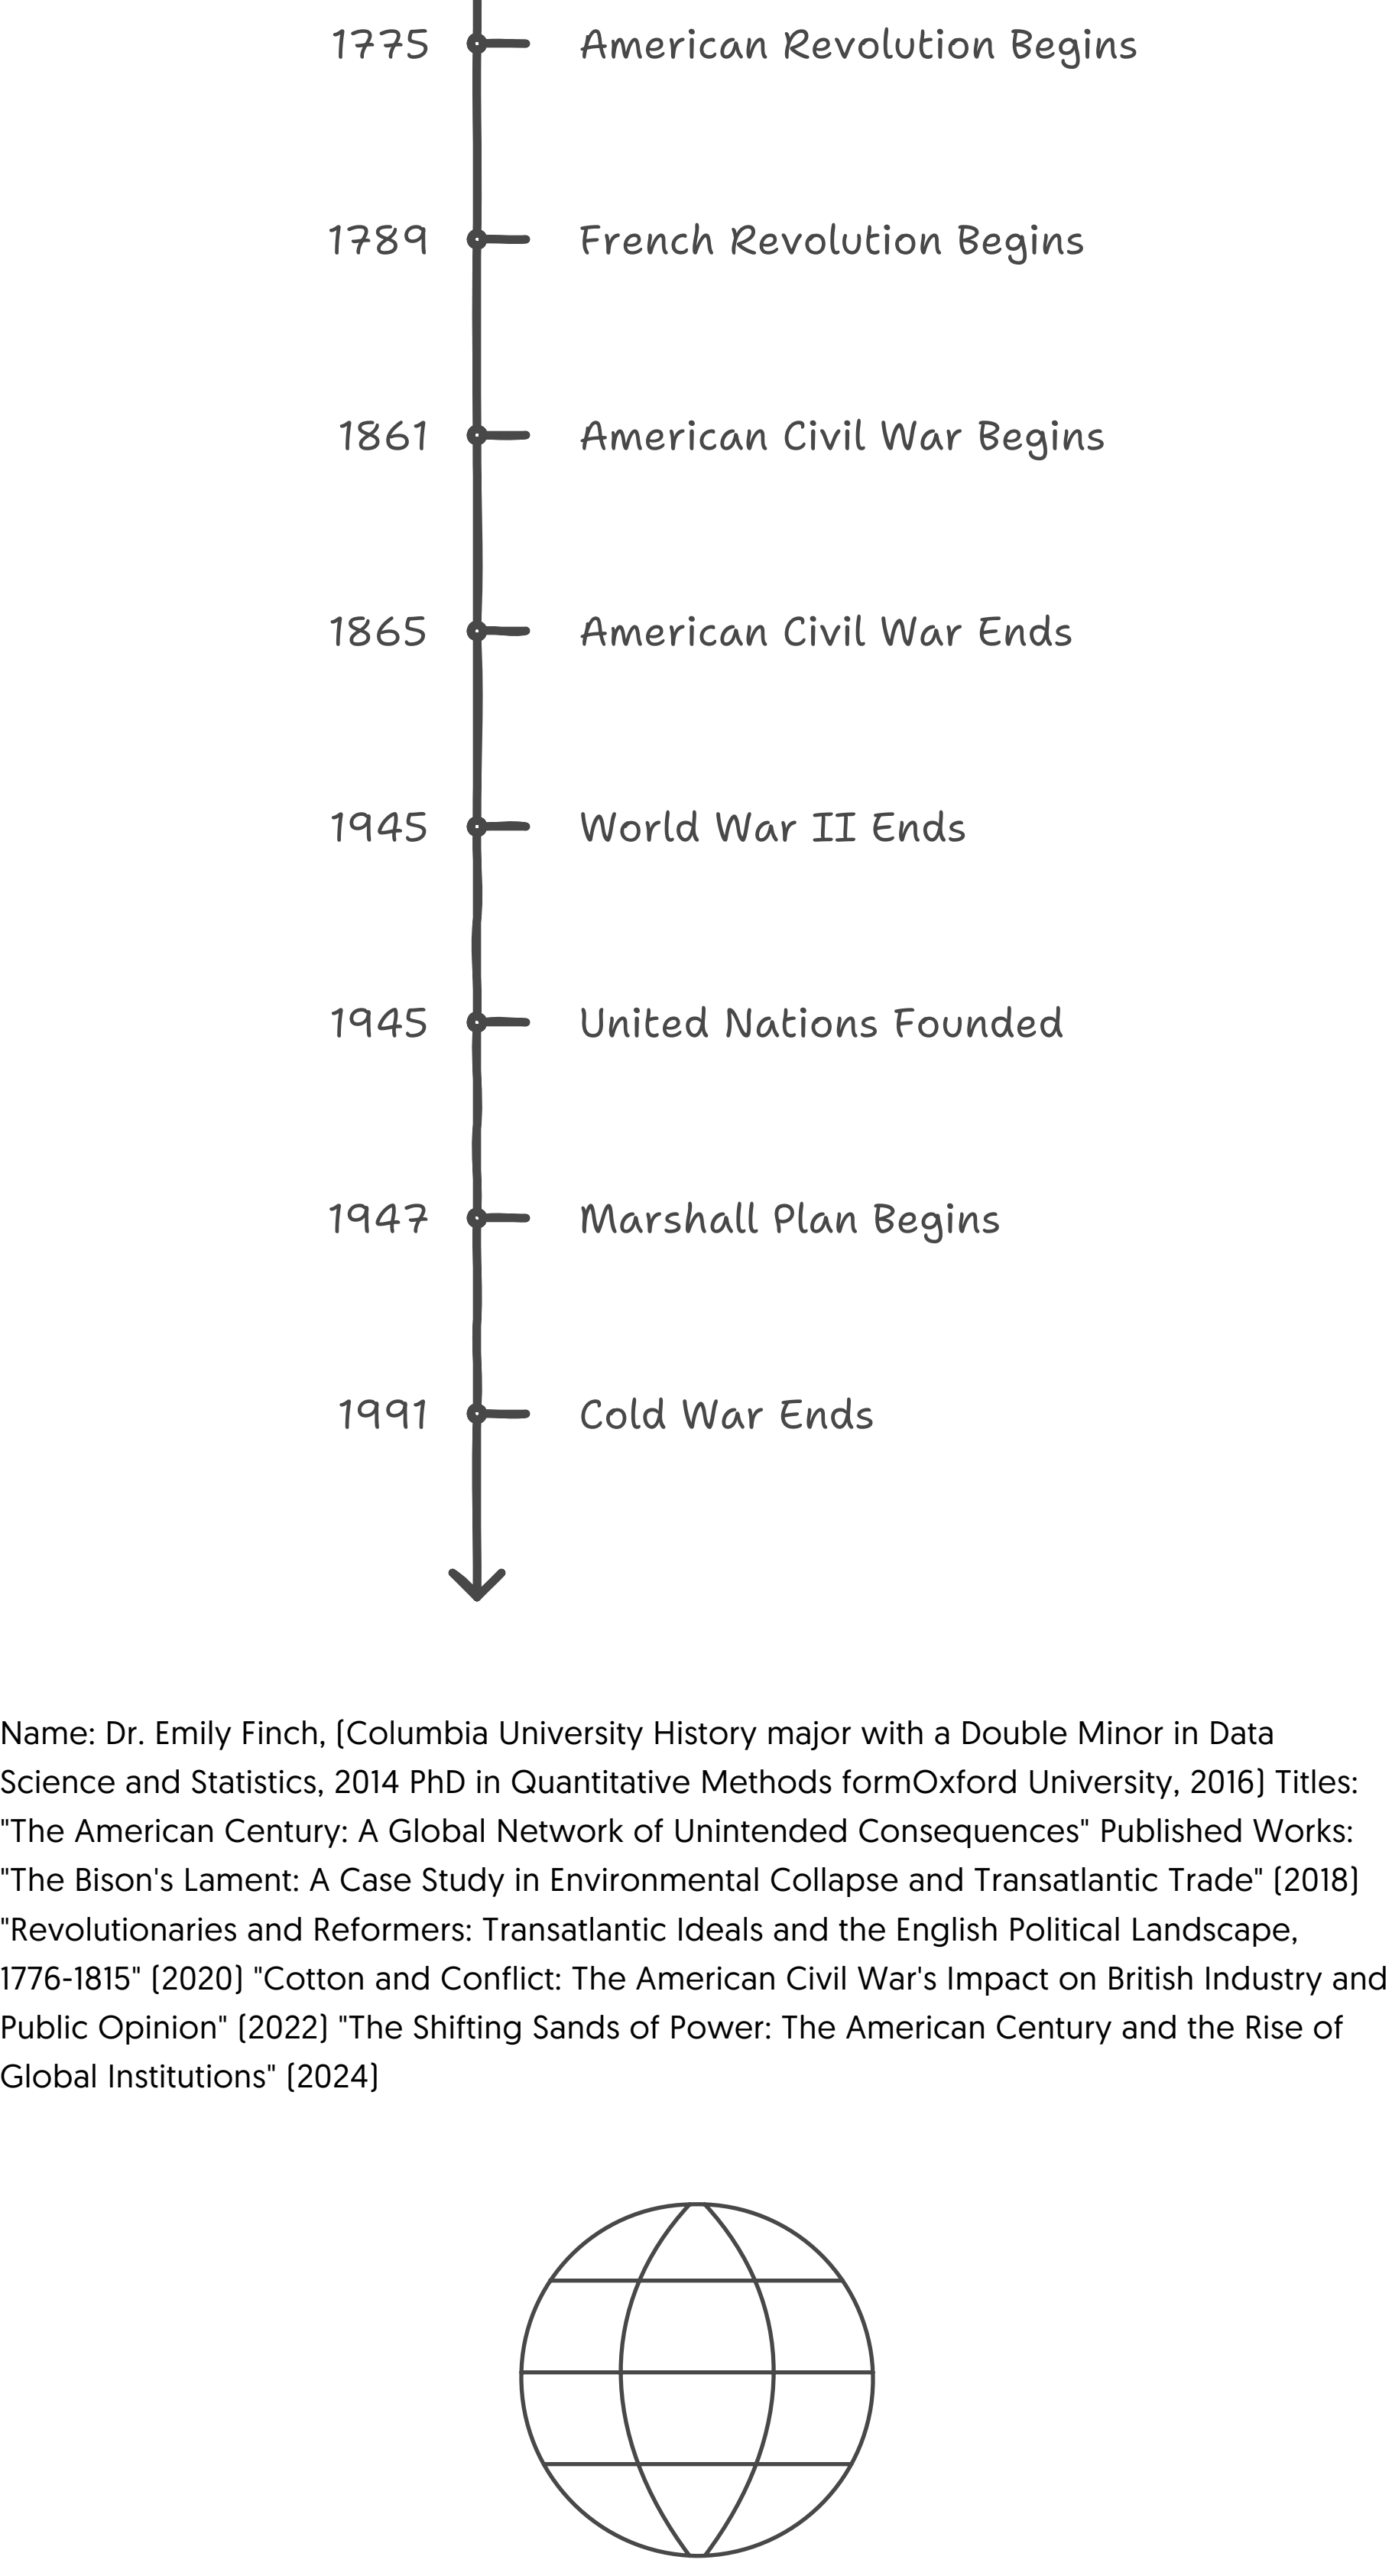 1775 American Revolution Begins
1789 French Revolution Begins
1861 American Civil War Begins
1865 American Civil War Ends
1945 World War II Ends
1945 United Nations Founded
1947 Marshall Plan Begins
1991 Cold War Ends
Name: Dr. Emily Finch, (Columbia University History major with a Double Minor in Data
Science and Statistics, 2014 PhD in Quantitative Methods formOxford University, 2016) Titles:
"The American Century: A Global Network of Unintended Consequences" Published Works:
"The Bison's Lament: A Case Study in Environmental Collapse and Transatlantic Trade" (2018)
"Revolutionaries and Reformers: Transatlantic Ideals and the English Political Landscape,
1776-1815" (2020) "Cotton and Conflict: The American Civil War's Impact on British Industry and
Public Opinion" (2022) "The Shifting Sands of Power: The American Century and the Rise of
Global Institutions" (2024)